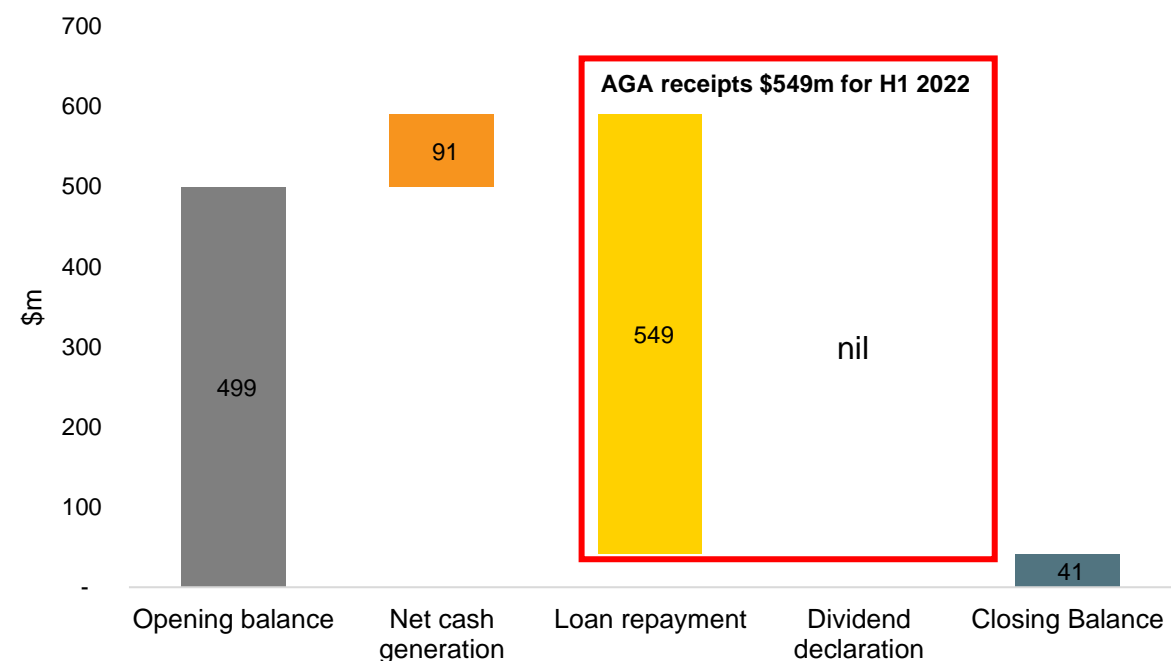 700
AGA receipts $549m for H1 2022
600
91
500
400
$m
549
300
nil
499
200
100
-
41
Opening balance
Net cash
generation
Loan repayment
Dividend
declaration
Closing Balance